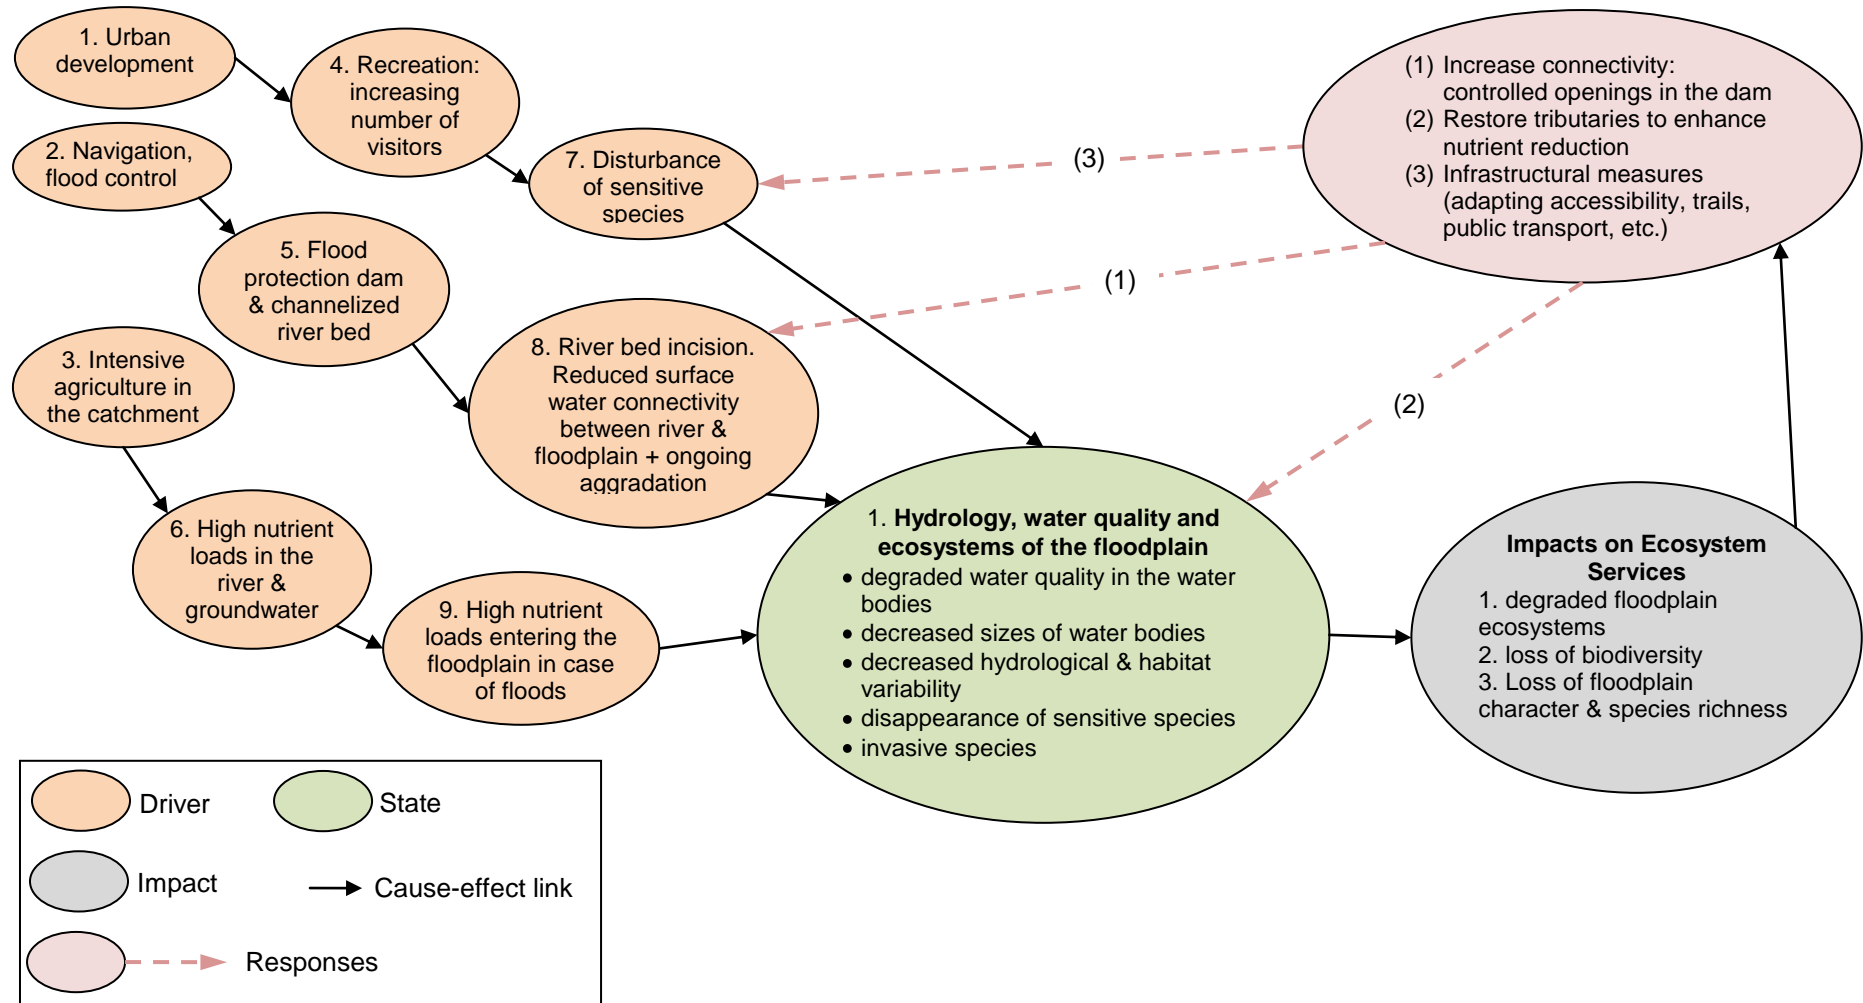 1. Urban
development
2. Navigation,
flood control
3. Intensive
agriculture in
the catchment
4. Recreation:
increasing
number of
visitors
5. Flood
protection dam
& channelized
river bed
6. High nutrient
loads in the
river &
groundwater
7. Disturbance
of sensitive
species
8. River bed incision.
Reduced surface
water connectivity
between river &
floodplain + ongoing
aggradation
9. High nutrient
loads entering the
floodplain in case
of floods
(3)
(1)
(2)
(1) Increase connectivity:
controlled openings in the dam
(2) Restore tributaries to enhance
nutrient reduction
(3) Infrastructural measures
(adapting accessibility, trails,
public transport, etc.)
1. Hydrology, water quality and
ecosystems of the floodplain
• degraded water quality in the water
bodies
• decreased sizes of water bodies
• decreased hydrological & habitat
variability
• disappearance of sensitive species
• invasive species
Impacts on Ecosystem
Services
1. degraded floodplain
ecosystems
2. loss of biodiversity
3. Loss of floodplain
character & species richness
Driver
State
Impact
Cause-effect link
Responses